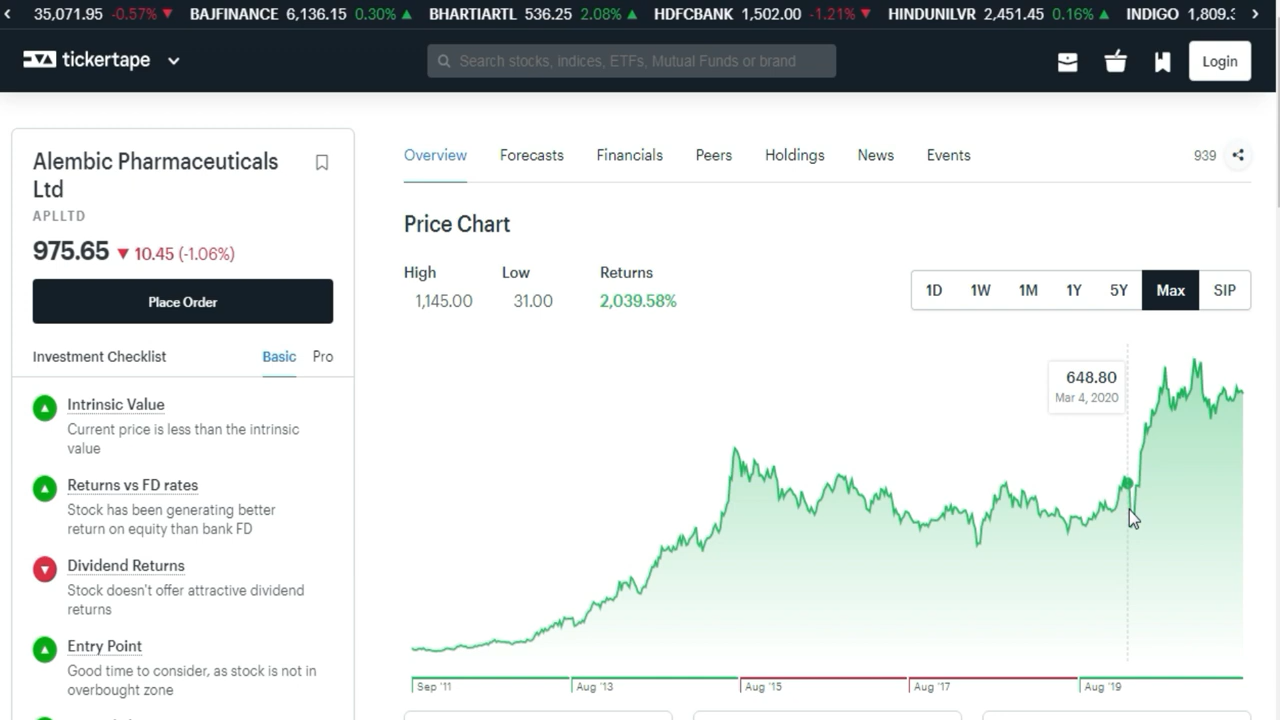 35,071.95 -0.57% ▼ BAJFINANCE 6,136.15 0.30% ▲ BHARTIARTL 536.25 2.08% ▲ HDFCBANK 1,502.00 -1.21% ▼ HINDUNILVR 2,451.45 0.16% ▲ INDIGO
tickertape Search stocks, indices, ETFs, Mutual Funds or brand Login
Alembic Pharmaceuticals
Ltd
APLLTD
975.65 ▼ 10.45 (-1.06%)
Place Order
Investment Checklist Basic Pro
Intrinsic Value
Current price is less than the intrinsic
value
Returns vs FD rates
Stock has been generating better
return on equity than bank FD
Dividend Returns
Stock doesn't offer attractive dividend
returns
Entry Point
Good time to consider, as stock is not in
overbought zone
Overview Forecasts Financials Peers Holdings News Events 939
Price Chart
High Low Returns
1,145.00 31.00 2,039.58%
1D 1W 1M 1Y 5Y Max SIP
648.80
Mar 4, 2020
Sep '11 Aug '13 Aug '15 Aug '17 Aug '19